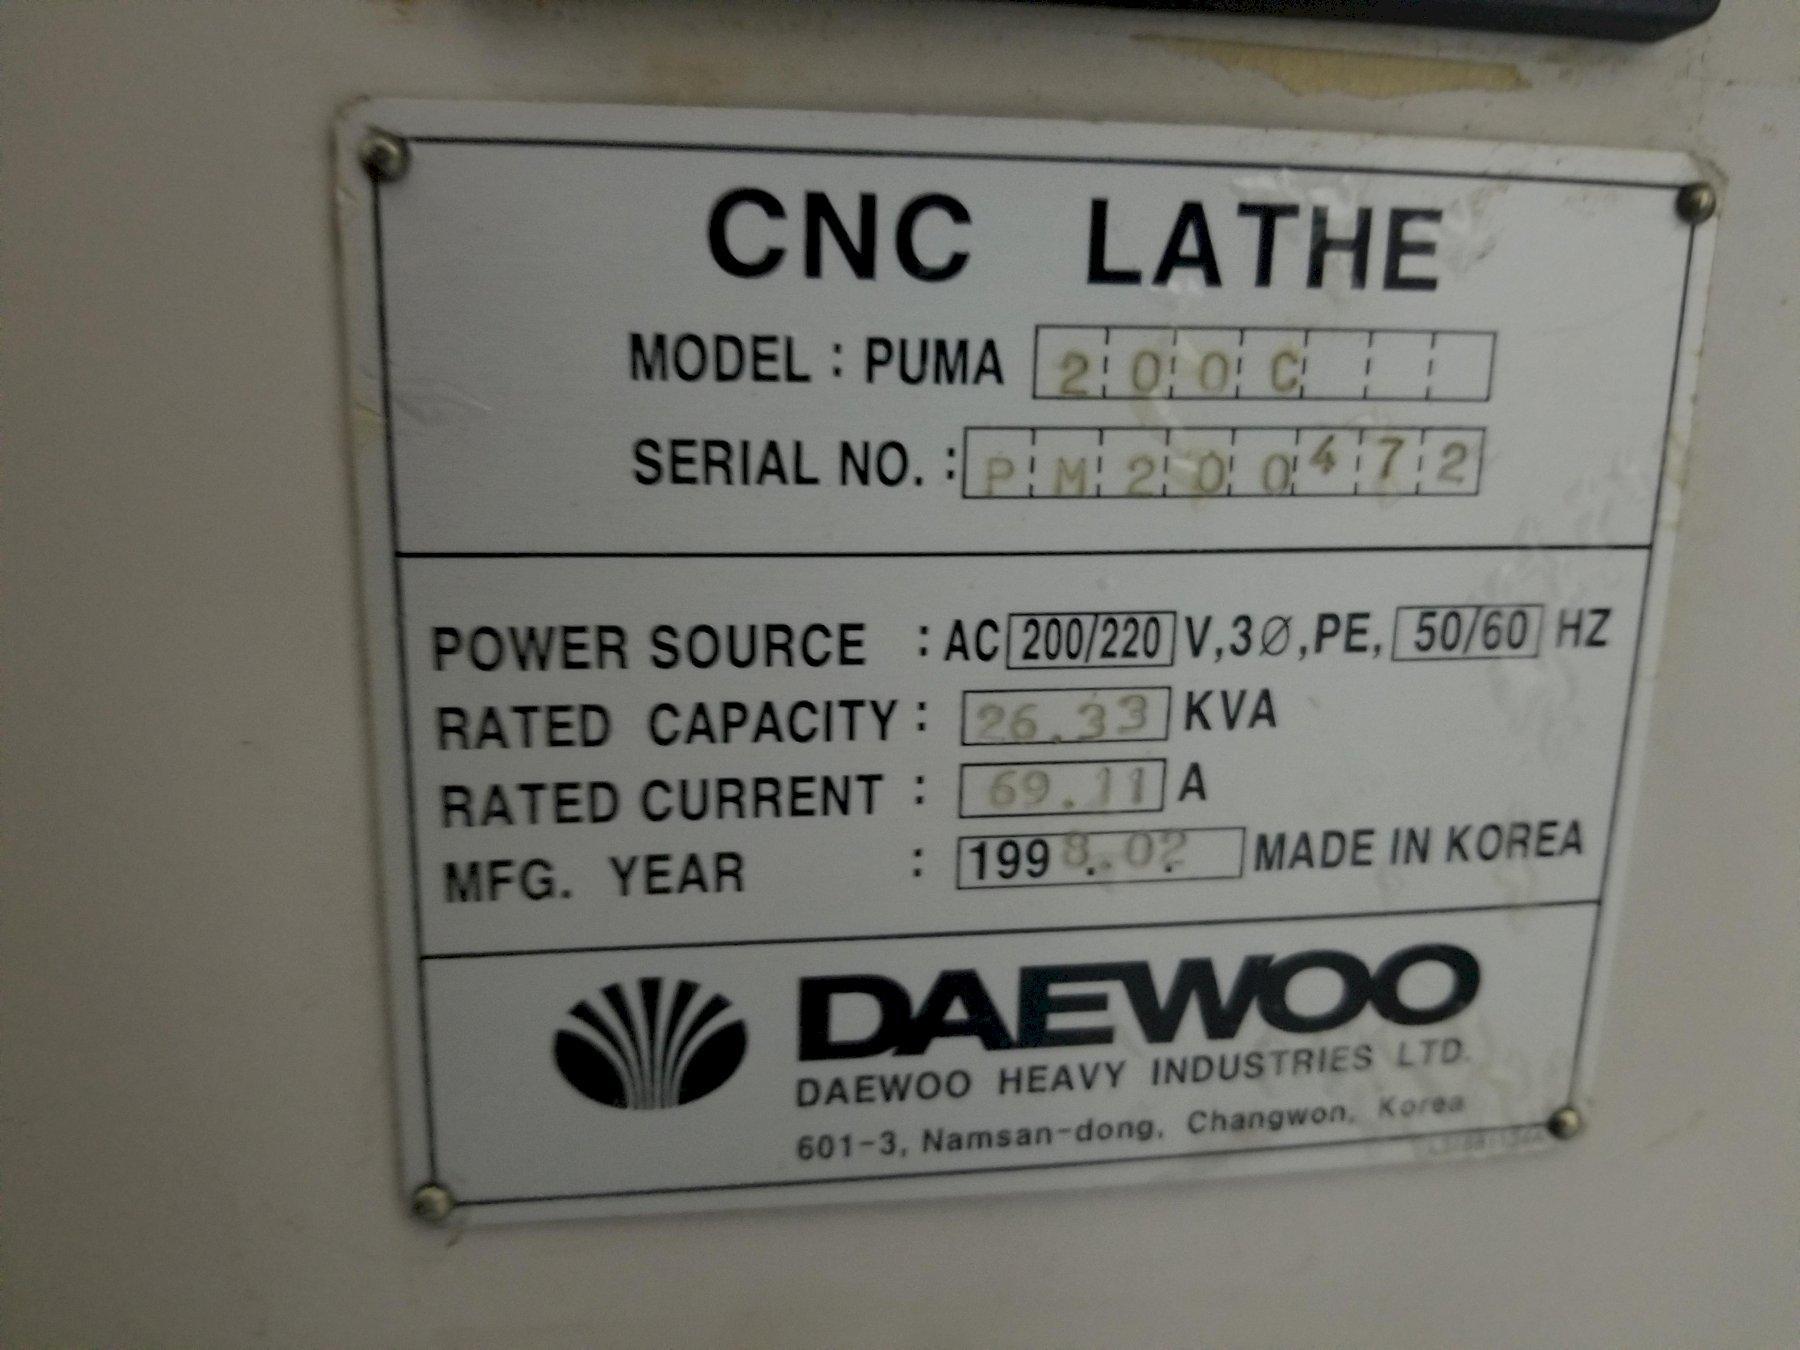 CNC LATHE
MODEL : PUMA 200C
SERIAL NO. : PM200472
POWER SOURCE : AC 200/220 V,3Ø,PE, 50/60 HZ
RATED CAPACITY : 26.33 KVA
RATED CURRENT : 69.11 A
MFG. YEAR : 1998.02 MADE IN KOREA
DAEWOO
DAEWOO HEAVY INDUSTRIES LTD.
601-3, Namsan-dong, Changwon, Korea